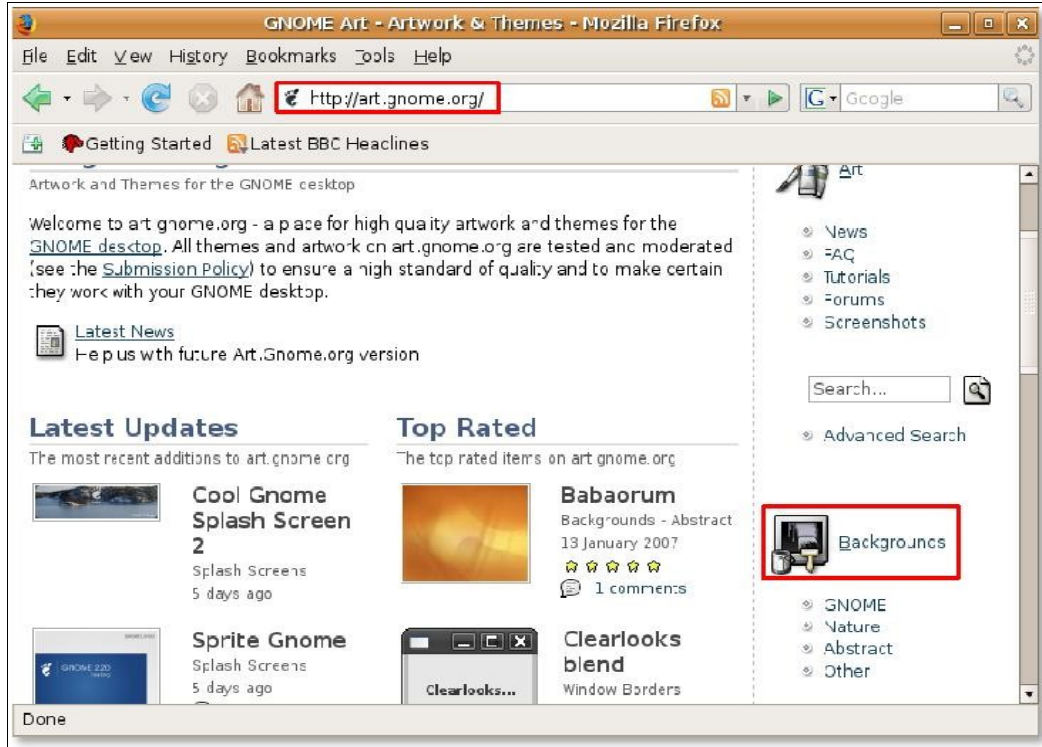 GNOME Art - Artwork & Themes - Mozilla Firefox
File Edit View History Bookmarks Tools Help
http://art.gnome.org/
G Google
Getting Started Latest BBC Headlines
Artwork and Themes for the GNOME desktop
Welcome to art gnome.org - a place for high quality artwork and themes for the
GNOME desktop. All themes and artwork on art.gnome.org are tested and moderated
(see the Submission Policy) to ensure a high standard of quality and to make certain
they work with your GNOME desktop.
Latest News
Help us with future Art.Gnome.org version
Latest Updates
The most recent additions to art.gnome.org
Cool Gnome
Splash Screen
2
Splash Screens
5 days ago
Sprite Gnome
Splash Screens
5 days ago
GNOME 2.20
Top Rated
The top rated items on art.gnome.org
Babaorum
Backgrounds - Abstract
13 January 2007
1 comments
Clearlooks
blend
Window Borders
Clearlooks...
Art
News
FAQ
Tutorials
Forums
Screenshots
Search...
Advanced Search
Backgrounds
GNOME
Nature
Abstract
Other
Done